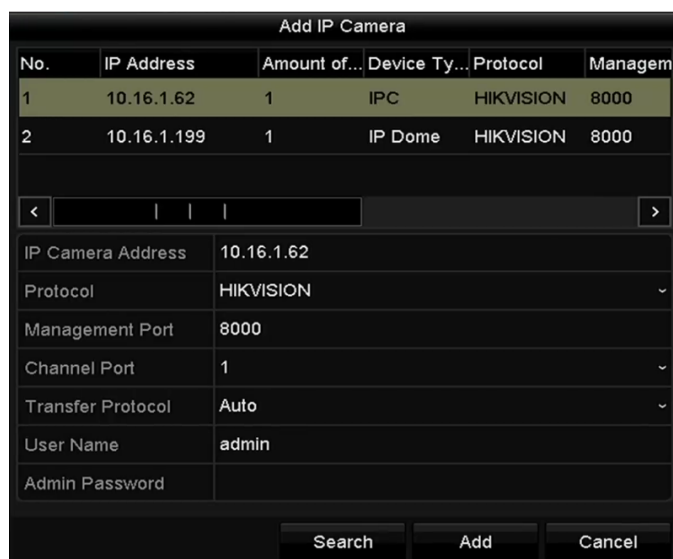 Add IP Camera
No. IP Address Amount of... Device Ty... Protocol Managem
1 10.16.1.62 1 IPC HIKVISION 8000
2 10.16.1.199 1 IP Dome HIKVISION 8000
IP Camera Address 10.16.1.62
Protocol HIKVISION
Management Port 8000
Channel Port 1
Transfer Protocol Auto
User Name admin
Admin Password
Search Add Cancel